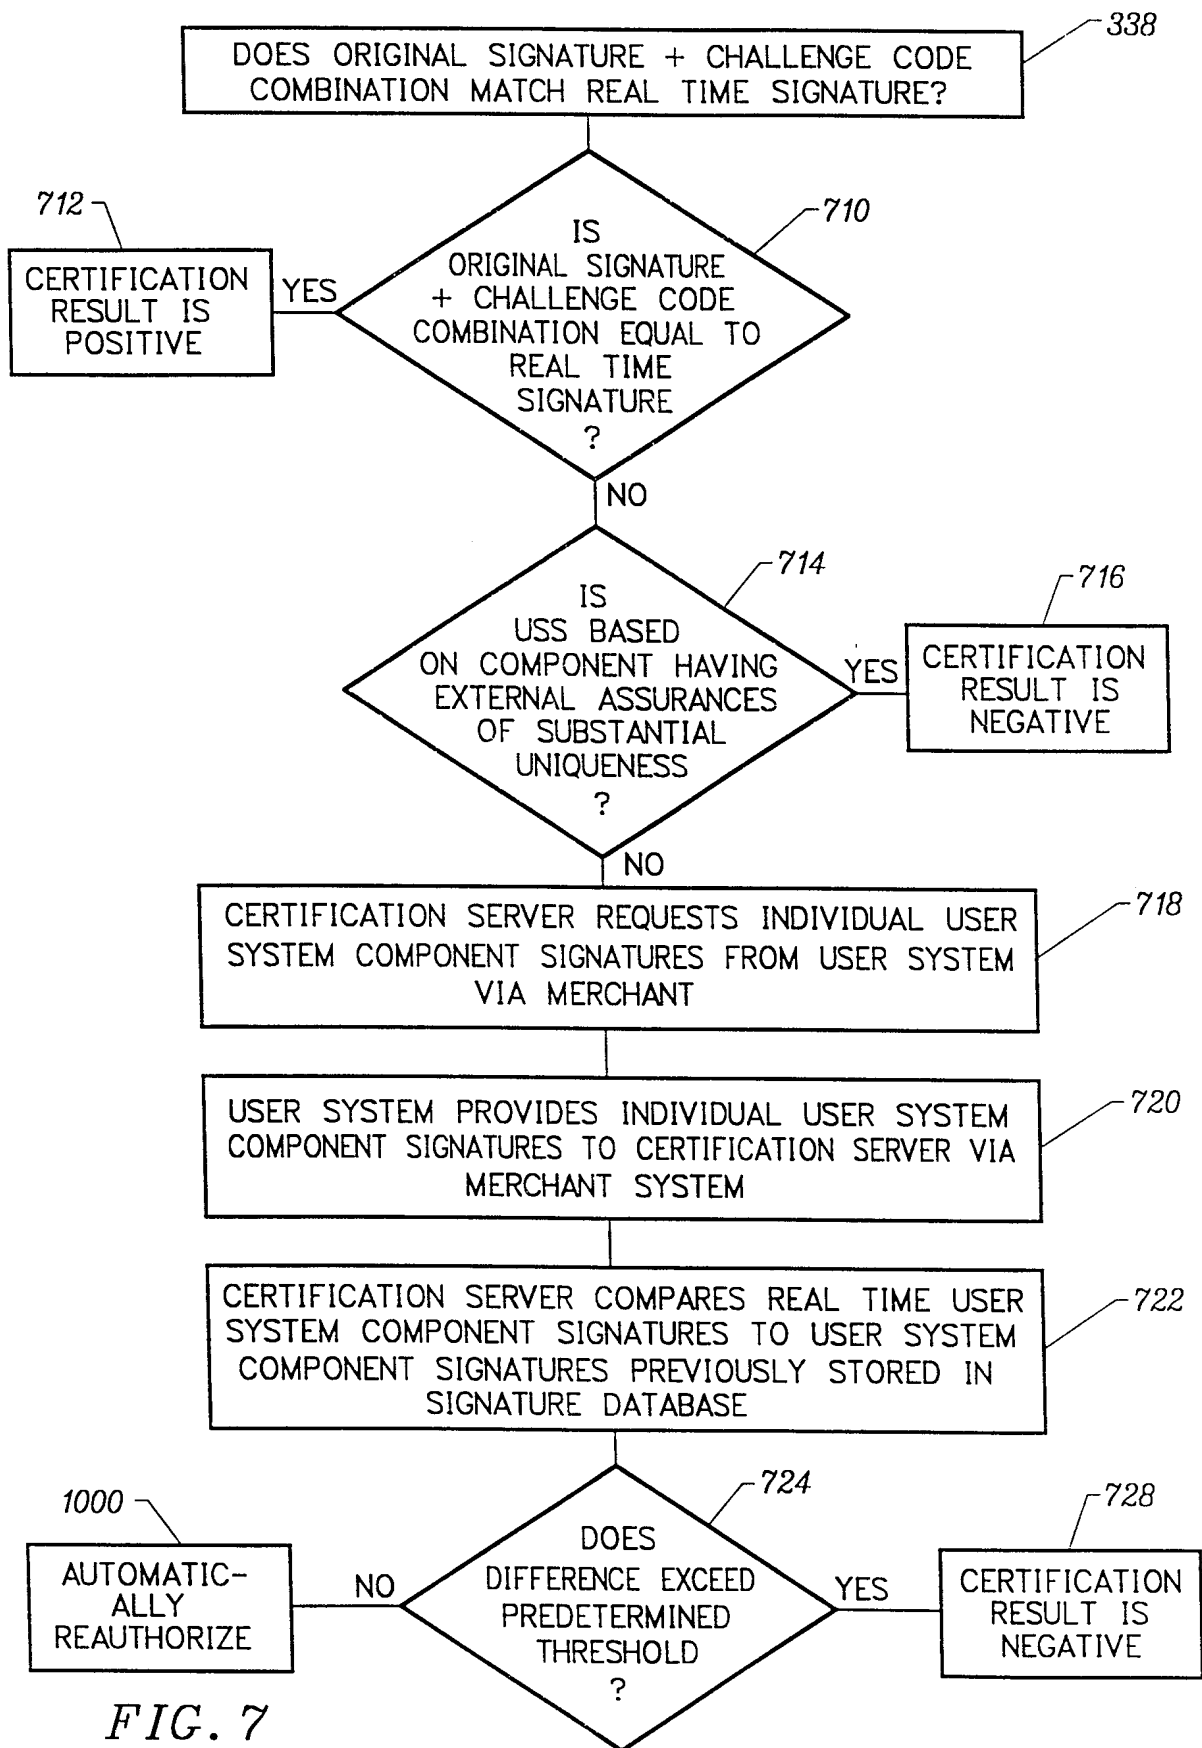 338
DOES ORIGINAL SIGNATURE + CHALLENGE CODE
COMBINATION MATCH REAL TIME SIGNATURE?
712
710
CERTIFICATION
RESULT IS
POSITIVE
YES
IS
ORIGINAL SIGNATURE
+ CHALLENGE CODE
COMBINATION EQUAL TO
REAL TIME
SIGNATURE
?
NO
714
716
IS
USS BASED
ON COMPONENT HAVING
EXTERNAL ASSURANCES
OF SUBSTANTIAL
UNIQUENESS
?
YES
CERTIFICATION
RESULT IS
NEGATIVE
NO
718
CERTIFICATION SERVER REQUESTS INDIVIDUAL USER
SYSTEM COMPONENT SIGNATURES FROM USER SYSTEM
VIA MERCHANT
720
USER SYSTEM PROVIDES INDIVIDUAL USER SYSTEM
COMPONENT SIGNATURES TO CERTIFICATION SERVER VIA
MERCHANT SYSTEM
722
CERTIFICATION SERVER COMPARES REAL TIME USER
SYSTEM COMPONENT SIGNATURES TO USER SYSTEM
COMPONENT SIGNATURES PREVIOUSLY STORED IN
SIGNATURE DATABASE
1000
724
728
AUTOMATIC-
ALLY
REAUTHORIZE
NO
DOES
DIFFERENCE EXCEED
PREDETERMINED
THRESHOLD
?
YES
CERTIFICATION
RESULT IS
NEGATIVE
FIG. 7